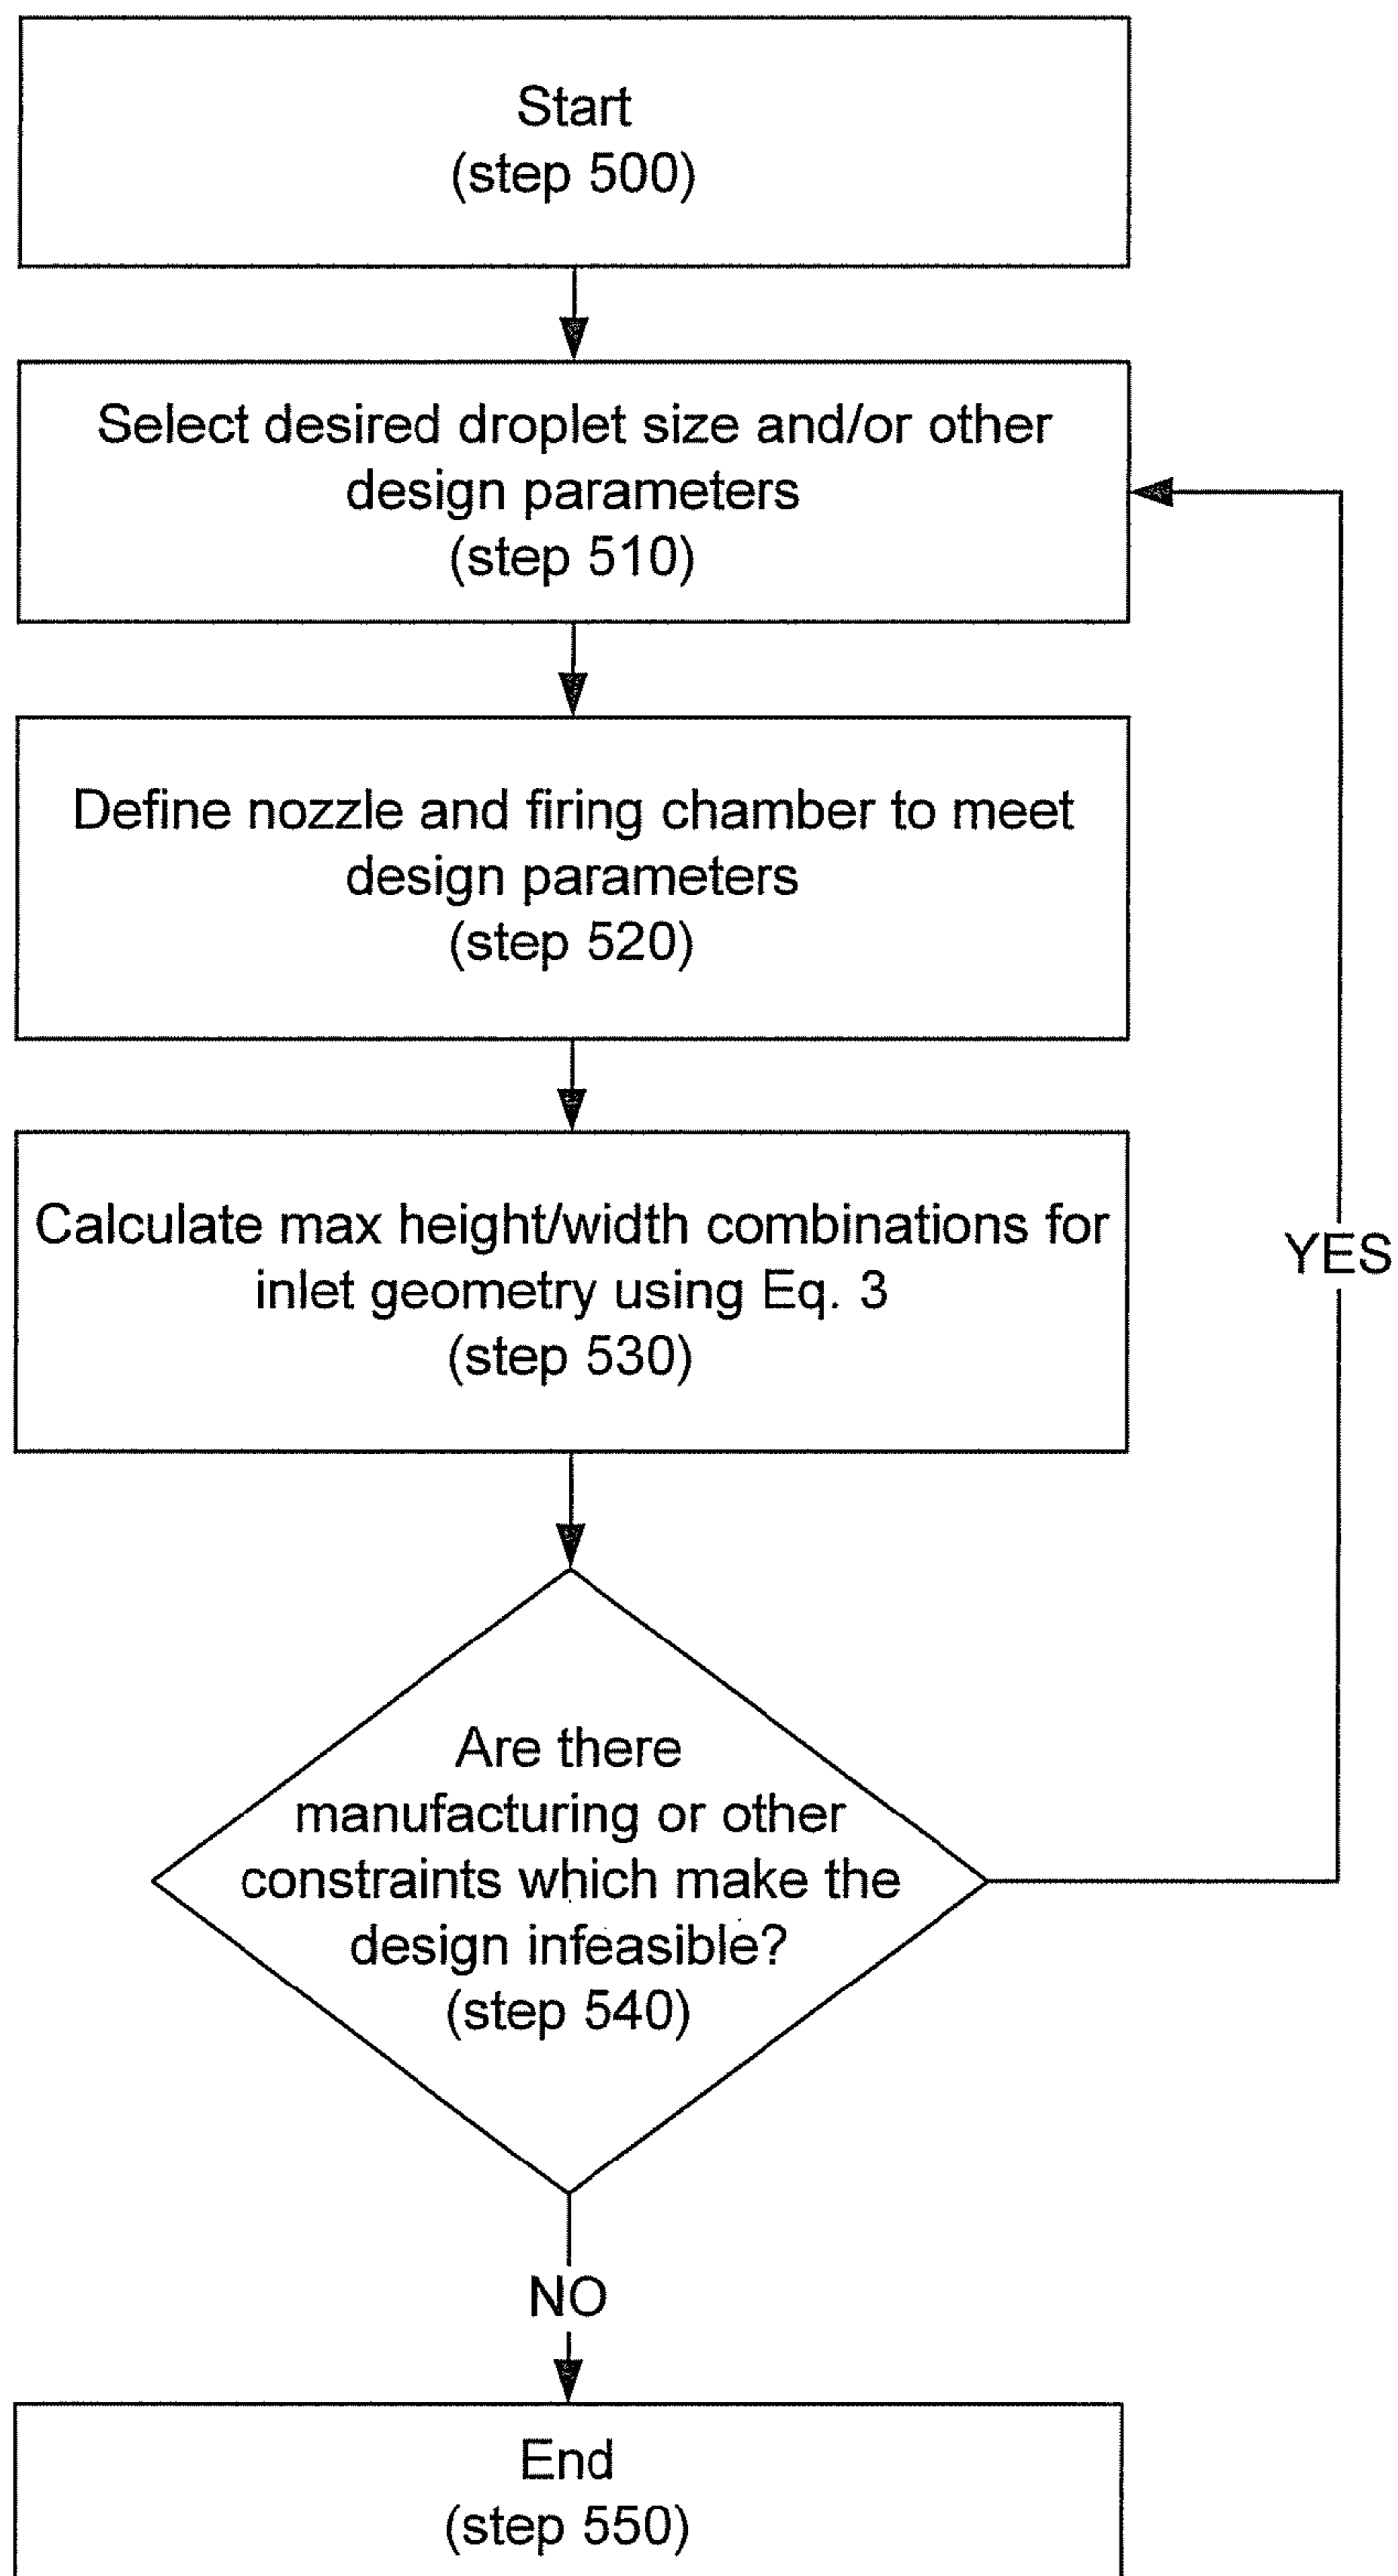 Start
(step 500)
Select desired droplet size and/or other
design parameters
(step 510)
Define nozzle and firing chamber to meet
design parameters
(step 520)
Calculate max height/width combinations for
inlet geometry using Eq. 3
(step 530)
YES
Are there
manufacturing or other
constraints which make the
design infeasible?
(step 540)
NO
End
(step 550)